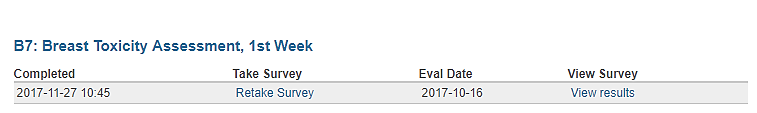 B7: Breast Toxicity Assessment, 1st Week
Completed Take Survey Eval Date View Survey
2017-11-27 10:45 Retake Survey 2017-10-16 View results